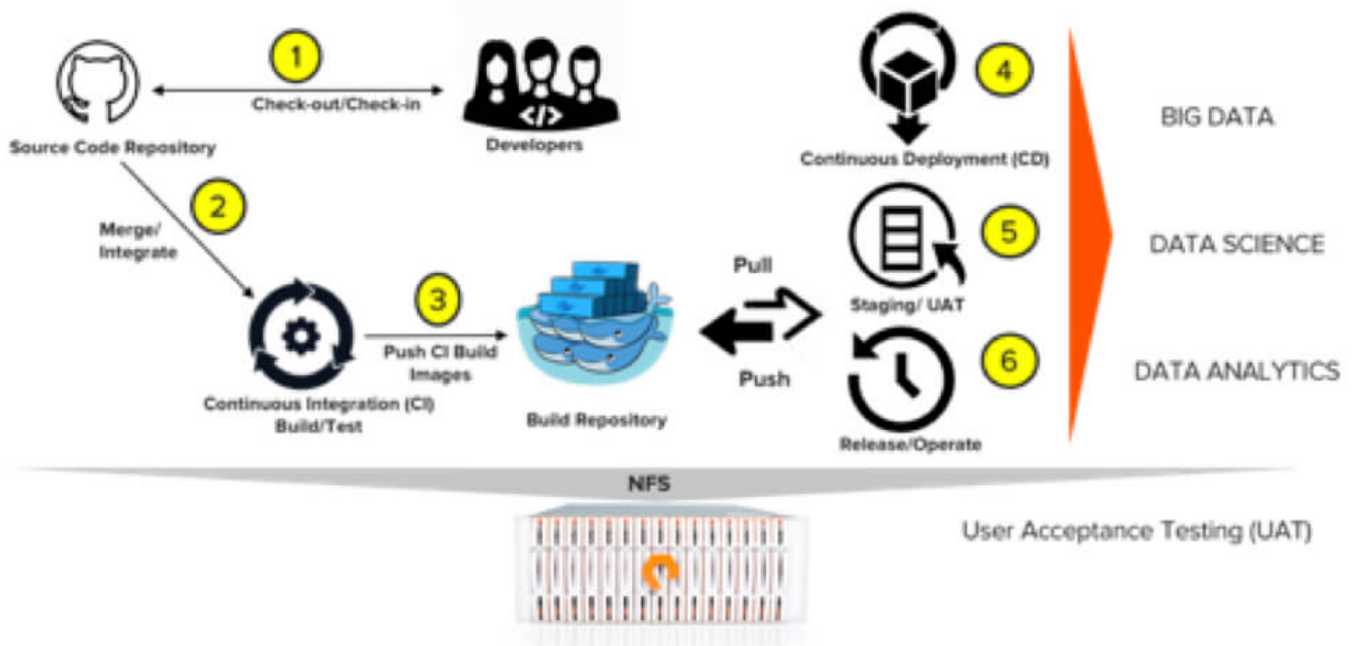 1
Check-out/Check-in
Source Code Repository
</>
Developers
2
Merge/
Integrate
Continuous Integration (CI)
Build/Test
3
Push CI Build
Images
Build Repository
Pull
Push
4
Continuous Deployment (CD)
5
Staging/ UAT
6
Release/Operate
BIG DATA
DATA SCIENCE
DATA ANALYTICS
NFS
User Acceptance Testing (UAT)